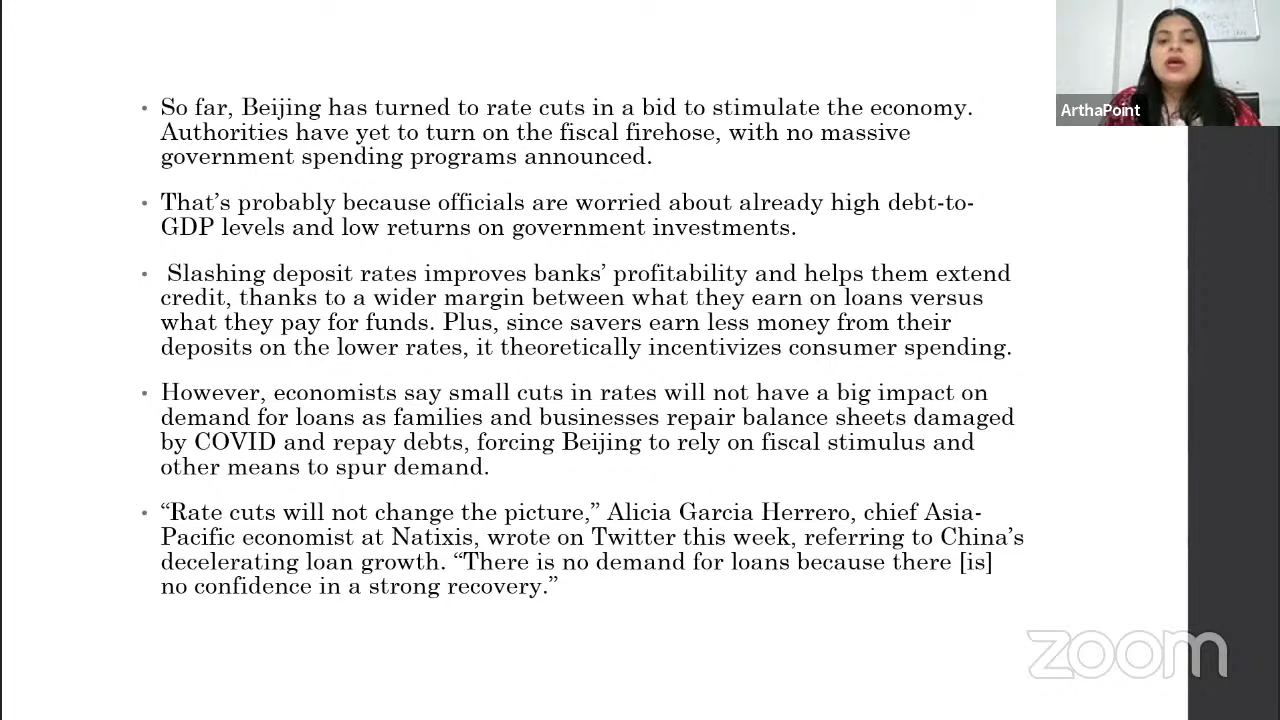 So far, Beijing has turned to rate cuts in a bid to stimulate the economy.
Authorities have yet to turn on the fiscal firehose, with no massive
government spending programs announced.
That's probably because officials are worried about already high debt-to-
GDP levels and low returns on government investments.
Slashing deposit rates improves banks' profitability and helps them extend
credit, thanks to a wider margin between what they earn on loans versus
what they pay for funds. Plus, since savers earn less money from their
deposits on the lower rates, it theoretically incentivizes consumer spending.
However, economists say small cuts in rates will not have a big impact on
demand for loans as families and businesses repair balance sheets damaged
by COVID and repay debts, forcing Beijing to rely on fiscal stimulus and
other means to spur demand.
“Rate cuts will not change the picture,” Alicia Garcia Herrero, chief Asia-
Pacific economist at Natixis, wrote on Twitter this week, referring to China's
decelerating loan growth. “There is no demand for loans because there [is]
no confidence in a strong recovery.”
ArthaPoint
zoom